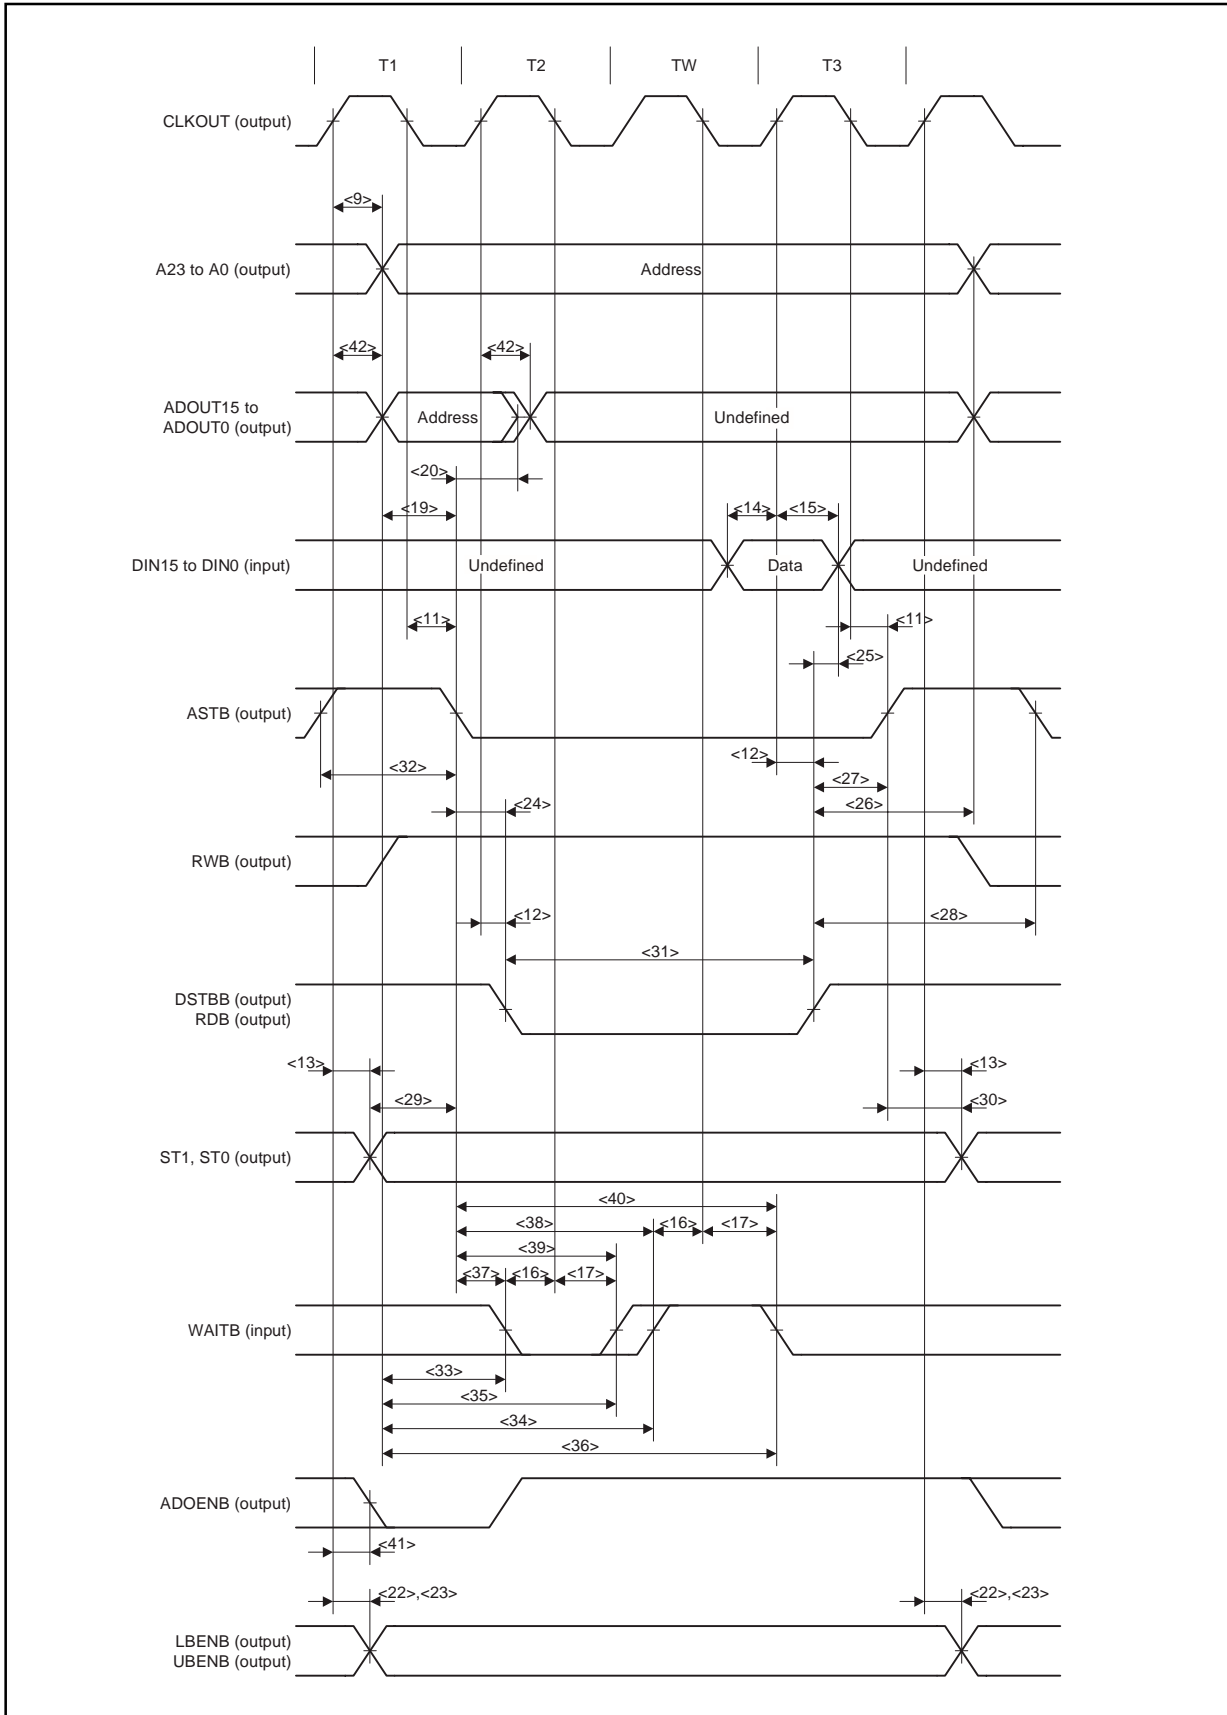 T1 T2 TW T3
CLKOUT (output)
<9>
A23 to A0 (output) Address
<42> <42>
ADOUT15 to
ADOUT0 (output) Address Undefined
<20>
<19> <14> <15>
DIN15 to DIN0 (input) Undefined Data Undefined
<11> <11>
<25>
ASTB (output)
<12>
<32> <27>
<24> <26>
RWB (output)
<12> <28>
<31>
DSTBB (output)
RDB (output)
<13> <13>
<29> <30>
ST1, ST0 (output)
<40>
<38> <16> <17>
<39>
<37> <16> <17>
WAITB (input)
<33>
<35>
<34>
<36>
ADOENB (output)
<41>
<22>,<23> <22>,<23>
LBENB (output)
UBENB (output)